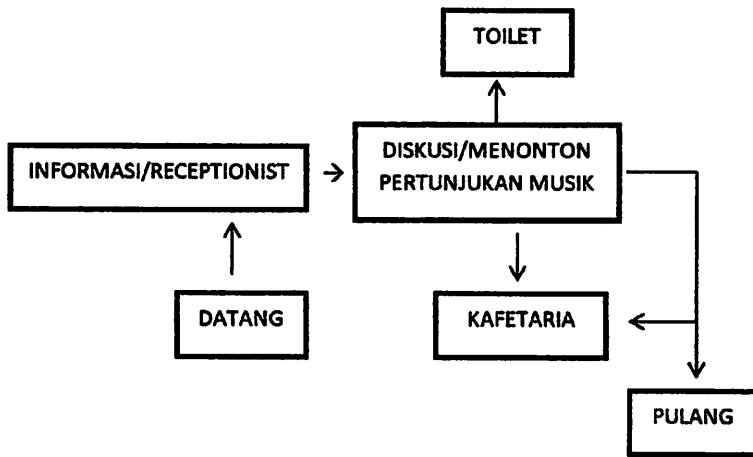 TOILET
INFORMASI/RECEPTIONIST
DISKUSI/MENONTON
PERTUNJUKAN MUSIK
DATANG
KAFETARIA
PULANG